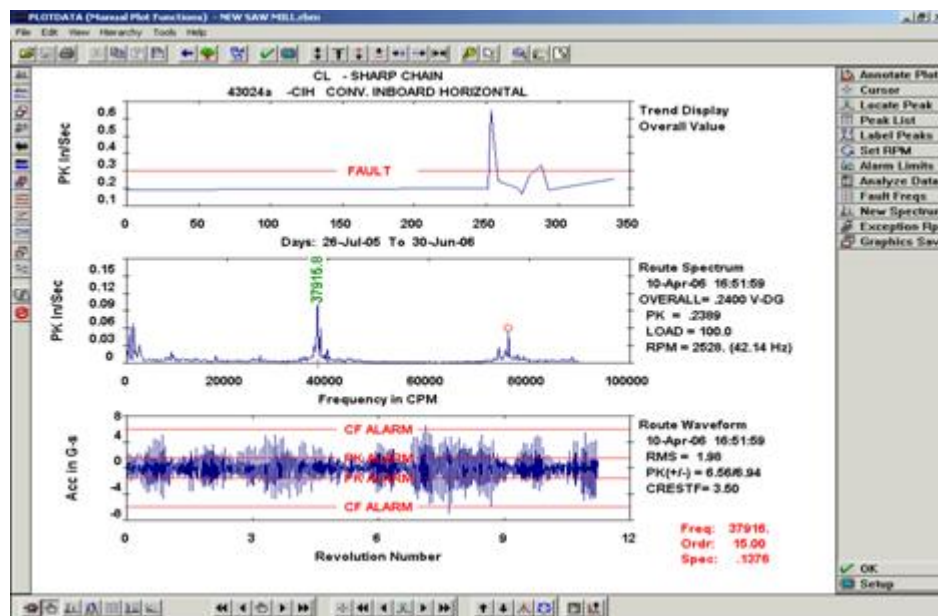 PLOTDATA (Manual Plot Functions) - NEW SAW MILL.rbm
File Edit View Hierarchy Tools Help
CL - SHARP CHAIN
43024a -CIH CONV. INBOARD HORIZONTAL
Trend Display
Overall Value
PK In/Sec
0.6
0.5
0.4
0.3
0.2
0.1
FAULT
0 50 100 150 200 250 300 350
Days: 26-Jul-05 To 30-Jun-06
PK In/Sec
0.15
0.12
0.09
0.06
0.03
0
37915.8
Route Spectrum
10-Apr-06 16:51:59
OVERALL= .2400 V-DG
PK = .2389
LOAD = 100.0
RPM = 2528. (42.14 Hz)
0 20000 40000 60000 80000 100000
Frequency in CPM
Acc in G-s
8
4
0
-4
-8
CF ALARM
PK ALARM
PK ALARM
CF ALARM
Route Waveform
10-Apr-06 16:51:59
RMS = 1.98
PK(+/-) = 6.56/6.94
CRESTF= 3.50
0 3 6 9 12
Revolution Number
Freq: 37916.
Ordr: 15.00
Spec: .1376
Annotate Plot
Cursor
Locate Peak
Peak List
Label Peaks
Set RPM
Alarm Limits
Analyze Data
Fault Freqs
New Spectrum
Exception Rp
Graphics Sav
OK
Setup